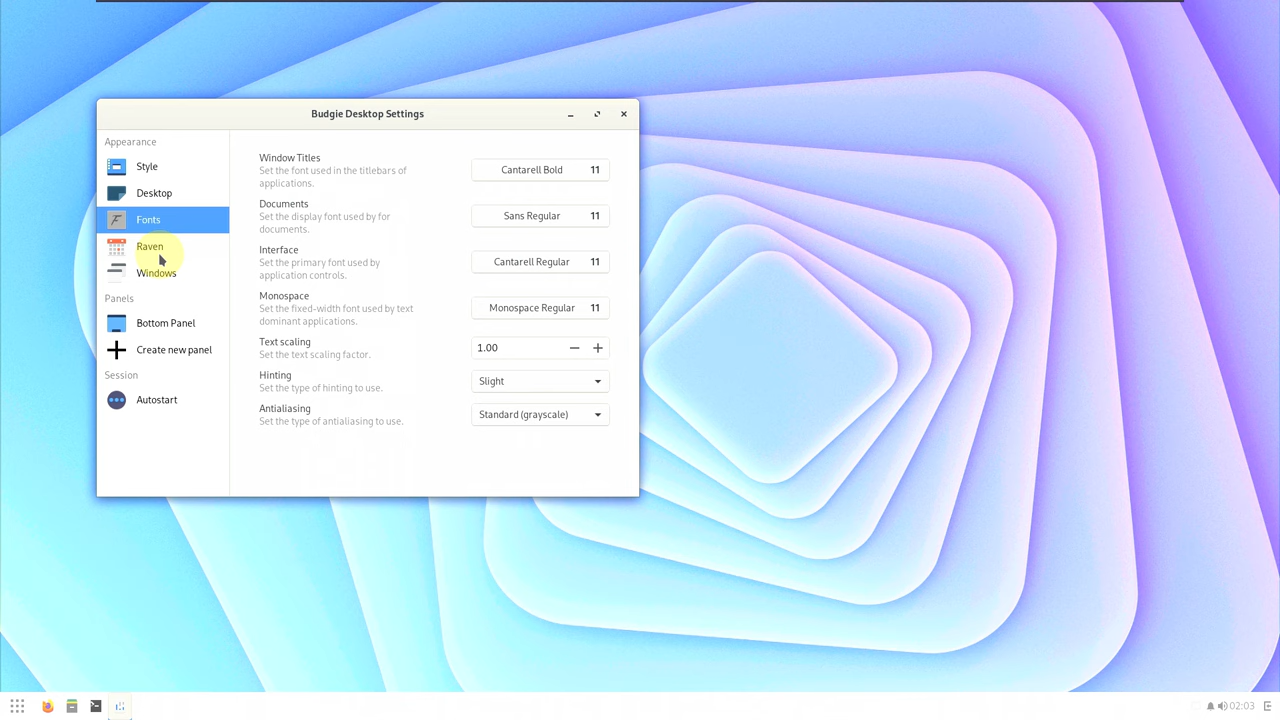 Budgie Desktop Settings
Appearance
Style
Desktop
Fonts
Raven
Windows
Panels
Bottom Panel
Create new panel
Session
Autostart
Window Titles
Set the font used in the titlebars of
applications.
Cantarell Bold 11
Documents
Set the display font used by for
documents.
Sans Regular 11
Interface
Set the primary font used by
application controls.
Cantarell Regular 11
Monospace
Set the fixed-width font used by text
dominant applications.
Monospace Regular 11
Text scaling
Set the text scaling factor.
1.00
Hinting
Set the type of hinting to use.
Slight
Antialiasing
Set the type of antialiasing to use.
Standard (grayscale)
02:03